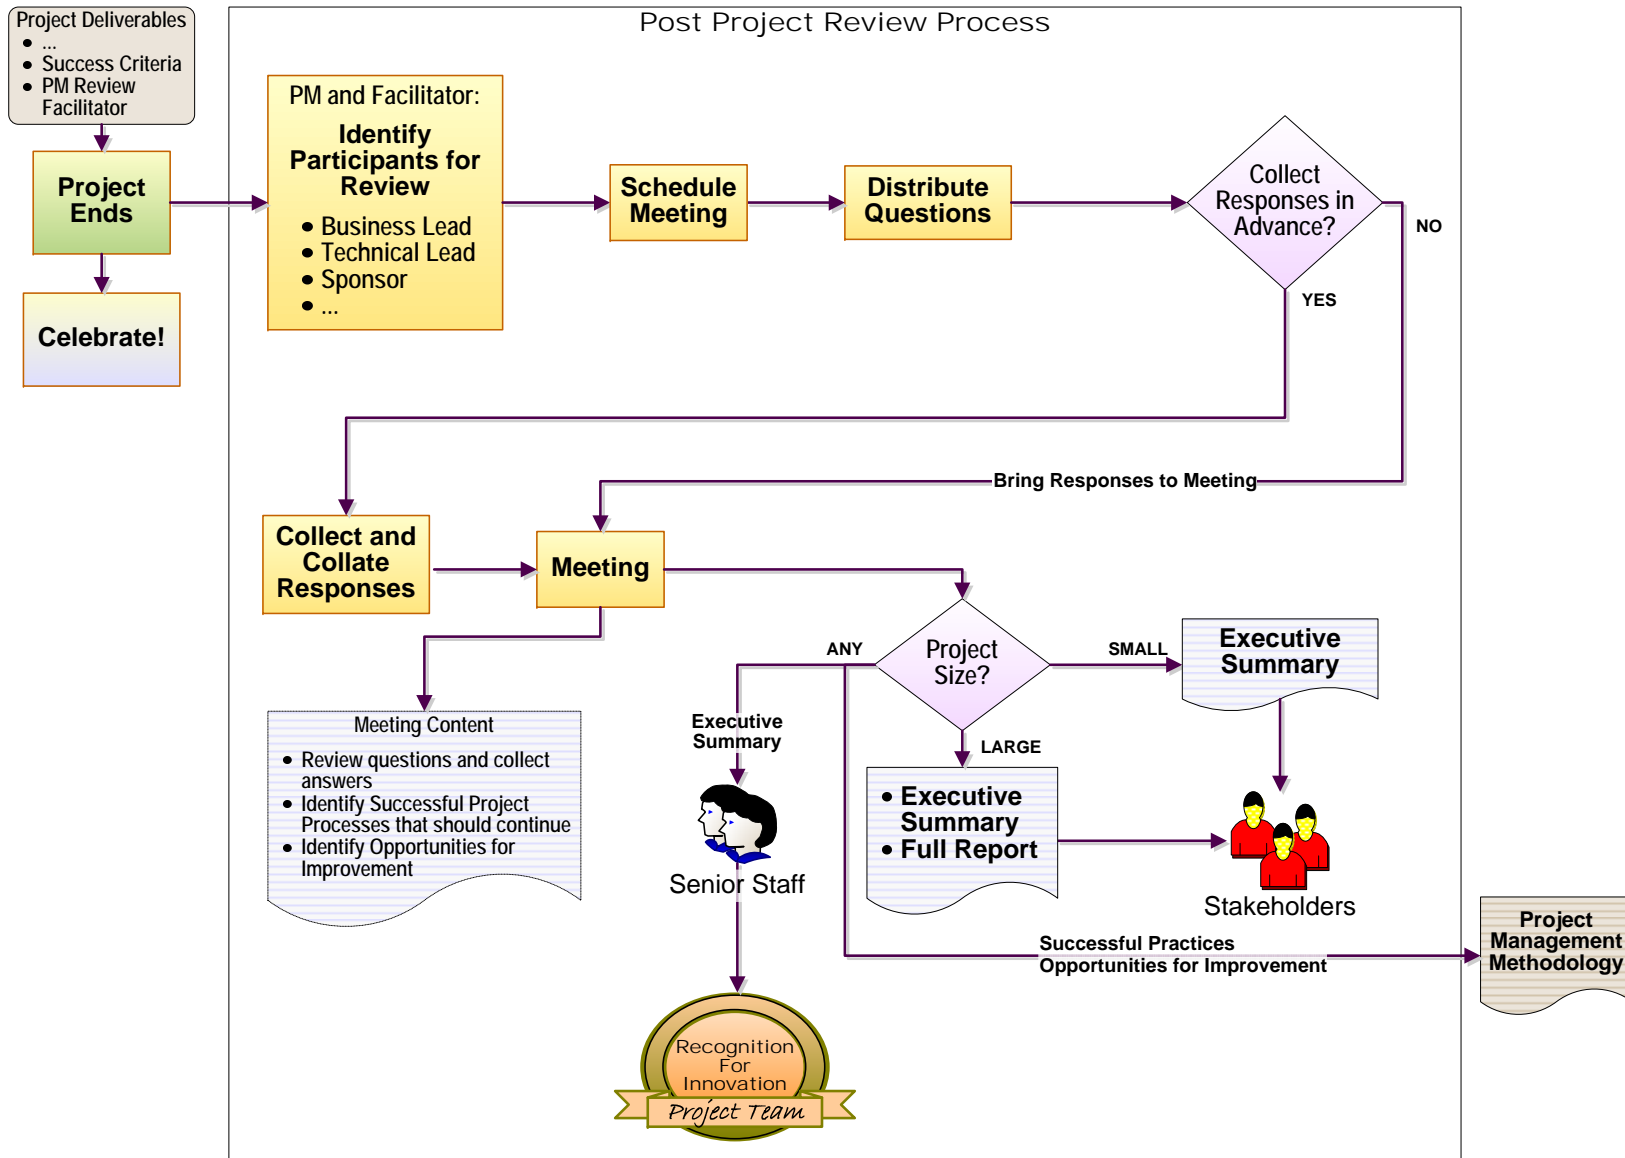 Project Deliverables
• ...
• Success Criteria
• PM Review
Facilitator
Post Project Review Process
Project
Ends
Celebrate!
PM and Facilitator:
Identify
Participants for
Review
• Business Lead
• Technical Lead
• Sponsor
• ...
Schedule
Meeting
Distribute
Questions
Collect
Responses in
Advance?
NO
YES
Bring Responses to Meeting
Collect and
Collate
Responses
Meeting
Meeting Content
• Review questions and collect
answers
• Identify Successful Project
Processes that should continue
• Identify Opportunities for
Improvement
Project
Size?
ANY
SMALL
LARGE
Executive
Summary
Executive
Summary
• Executive
Summary
• Full Report
Senior Staff
Stakeholders
Successful Practices
Opportunities for Improvement
Project
Management
Methodology
Recognition
For
Innovation
Project Team